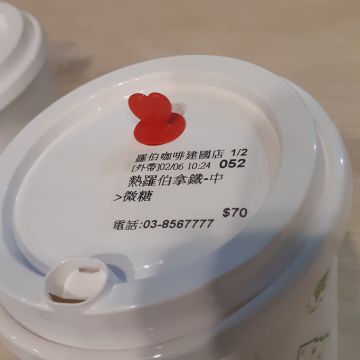 羅伯咖啡建國店 1/2
[外帶]02/06 10:24 052
熱羅伯拿鐵-中
>微糖
$70
電話:03-8567777